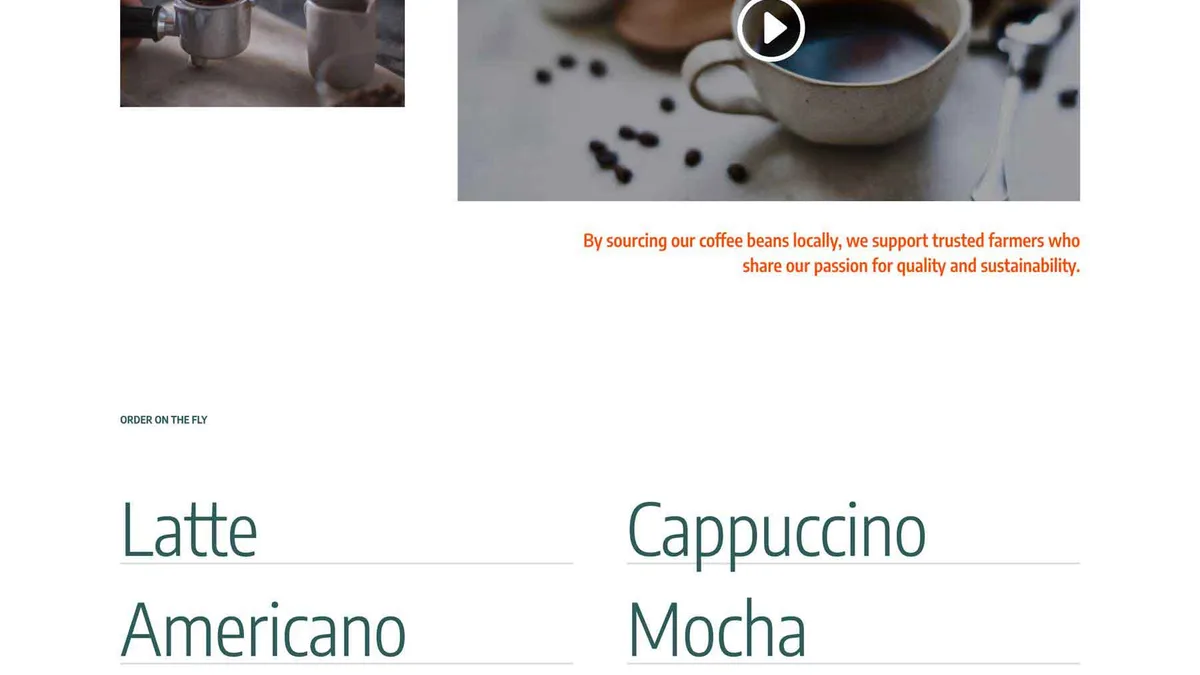 By sourcing our coffee beans locally, we support trusted farmers who
share our passion for quality and sustainability.
ORDER ON THE FLY
Latte
Cappuccino
Americano
Mocha